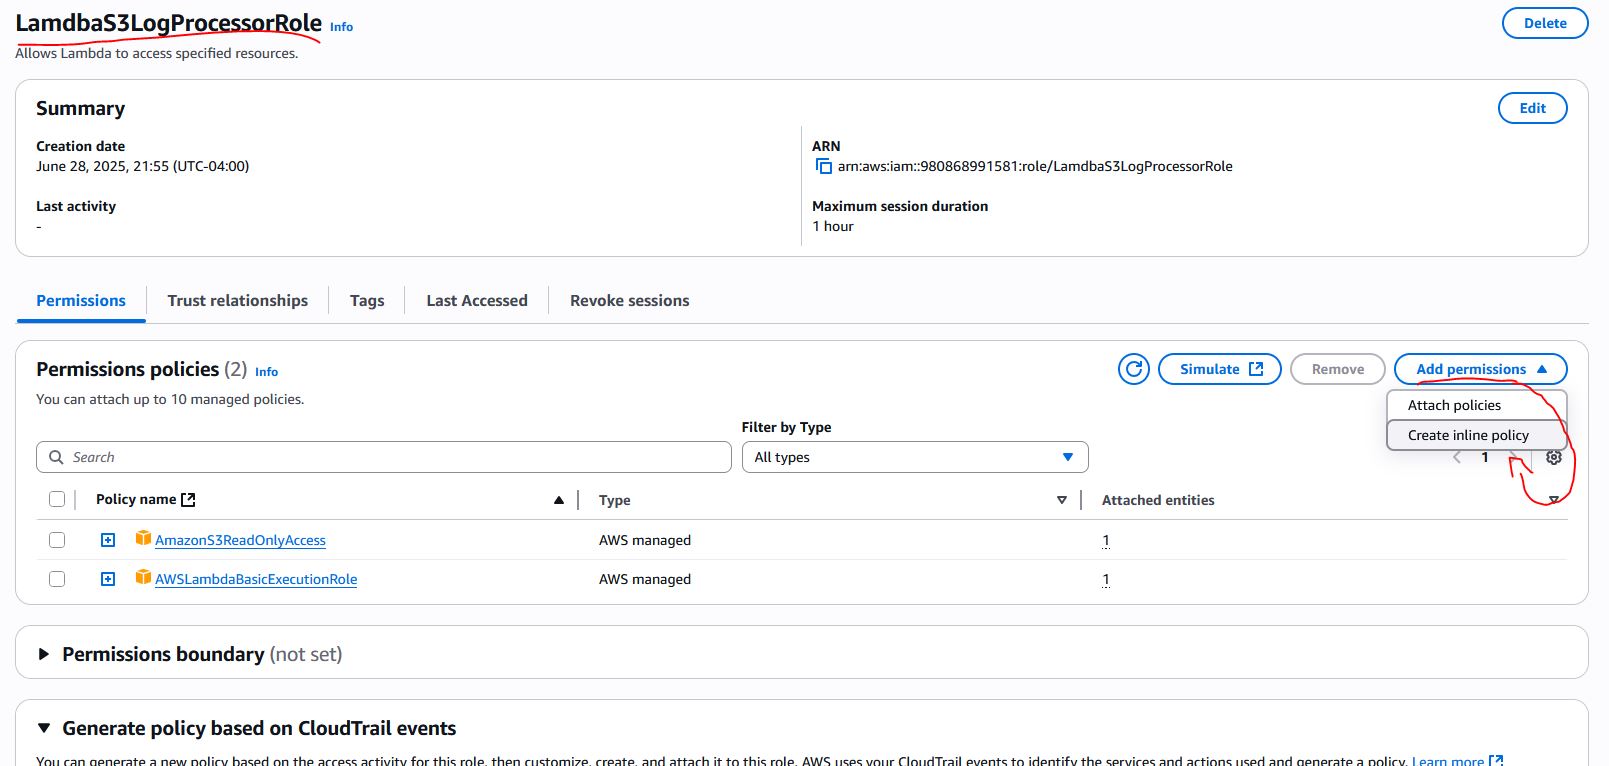 LamdbaS3LogProcessorRole Info
Delete
Allows Lambda to access specified resources.
Summary
Edit
Creation date
June 28, 2025, 21:55 (UTC-04:00)
ARN
arn:aws:iam::980868991581:role/LamdbaS3LogProcessorRole
Last activity
-
Maximum session duration
1 hour
Permissions
Trust relationships
Tags
Last Accessed
Revoke sessions
Permissions policies (2) Info
Simulate
Remove
Add permissions
You can attach up to 10 managed policies.
Attach policies
Create inline policy
Filter by Type
Search
All types
1
Policy name
Type
Attached entities
AmazonS3ReadOnlyAccess
AWS managed
1
AWSLambdaBasicExecutionRole
AWS managed
1
Permissions boundary (not set)
Generate policy based on CloudTrail events
You can generate a new policy based on the access activity for this role, then customize, create, and attach it to this role. AWS uses your CloudTrail events to identify the services and actions used and generate a policy. Learn more